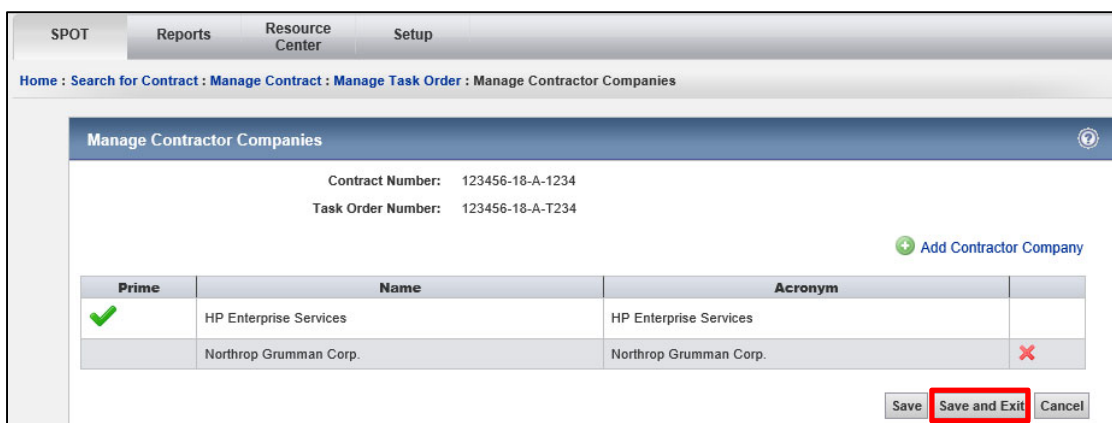 SPOT Reports Resource Center Setup
Home : Search for Contract : Manage Contract : Manage Task Order : Manage Contractor Companies
Manage Contractor Companies
Contract Number: 123456-18-A-1234
Task Order Number: 123456-18-A-T234
Add Contractor Company
Prime Name Acronym
HP Enterprise Services HP Enterprise Services
Northrop Grumman Corp. Northrop Grumman Corp.
Save Save and Exit Cancel